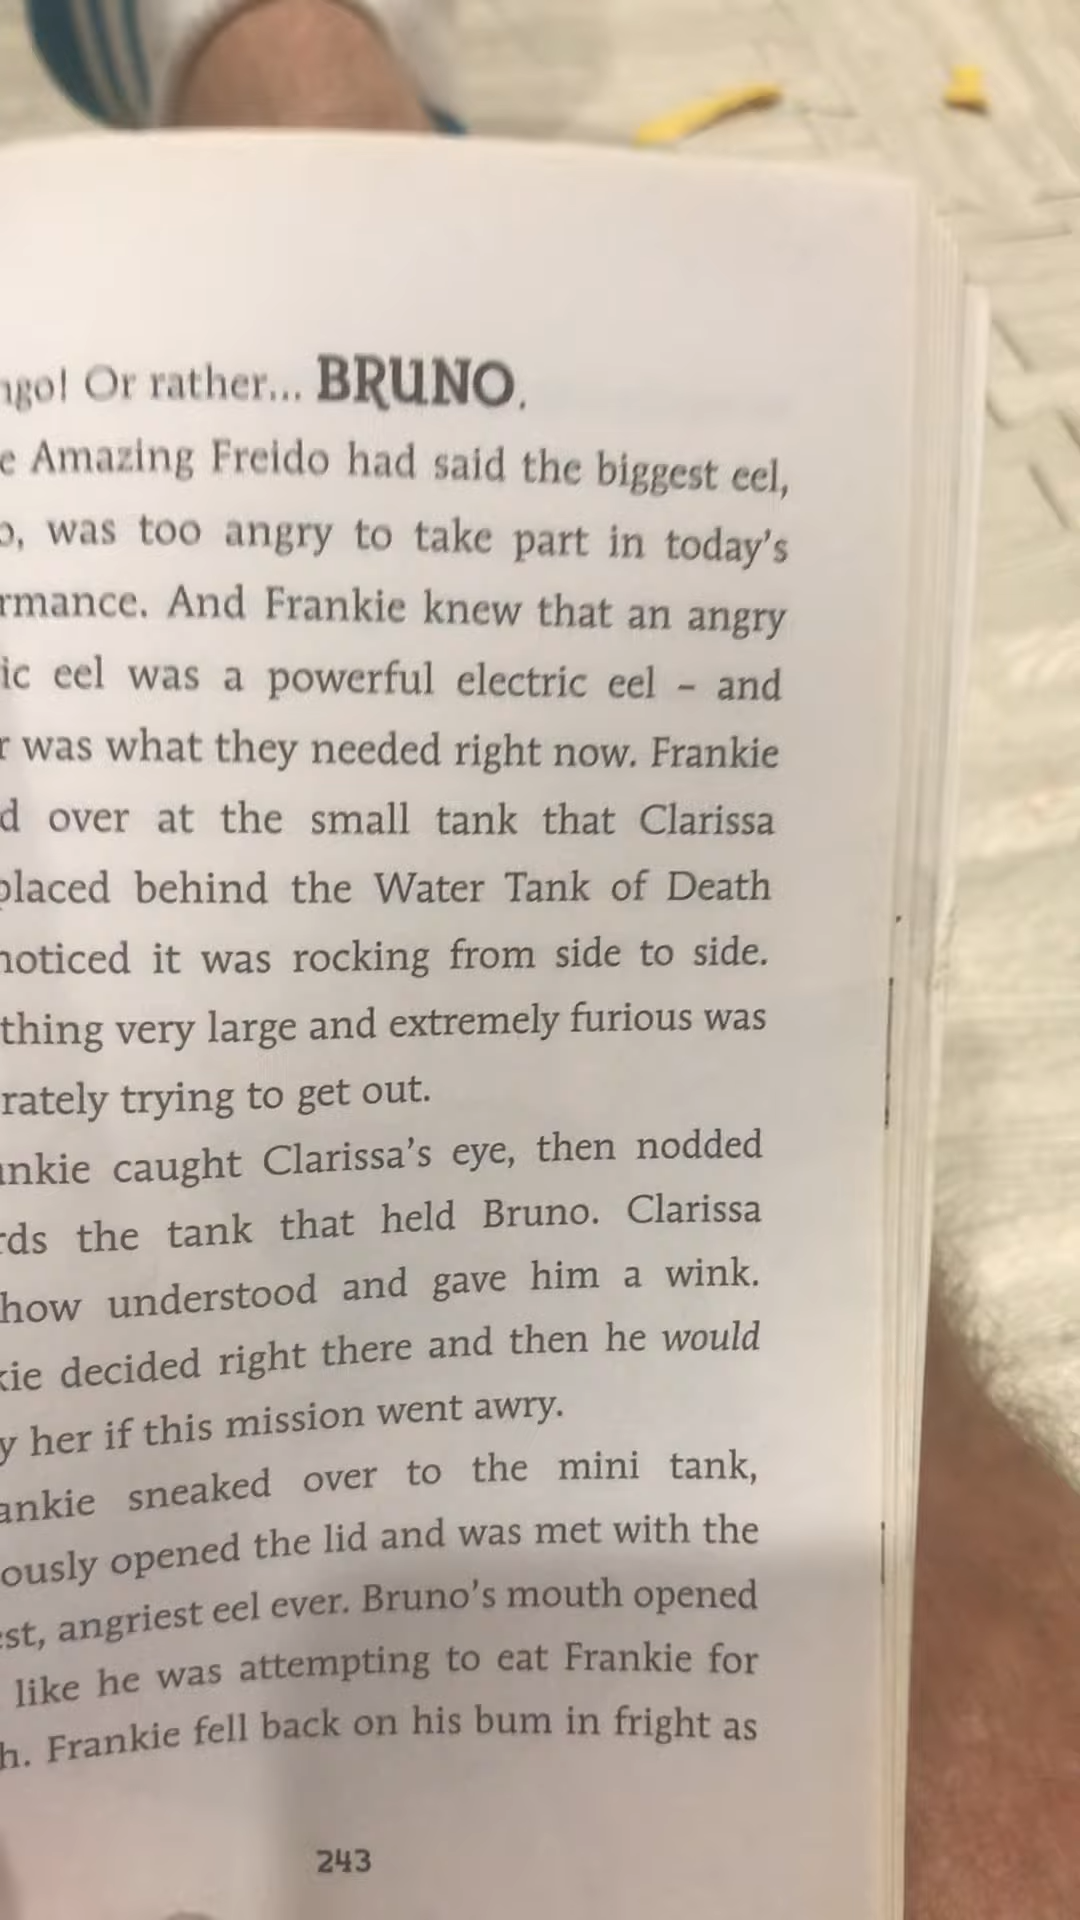 ngo! Or rather... BRUNO.
e Amazing Freido had said the biggest eel,
o, was too angry to take part in today's
rmance. And Frankie knew that an angry
ic eel was a powerful electric eel – and
r was what they needed right now. Frankie
d over at the small tank that Clarissa
placed behind the Water Tank of Death
noticed it was rocking from side to side.
thing very large and extremely furious was
rately trying to get out.
nkie caught Clarissa's eye, then nodded
rds the tank that held Bruno. Clarissa
how understood and gave him a wink.
kie decided right there and then he would
y her if this mission went awry.
ankie sneaked over to the mini tank,
ously opened the lid and was met with the
est, angriest eel ever. Bruno's mouth opened
like he was attempting to eat Frankie for
h. Frankie fell back on his bum in fright as
243